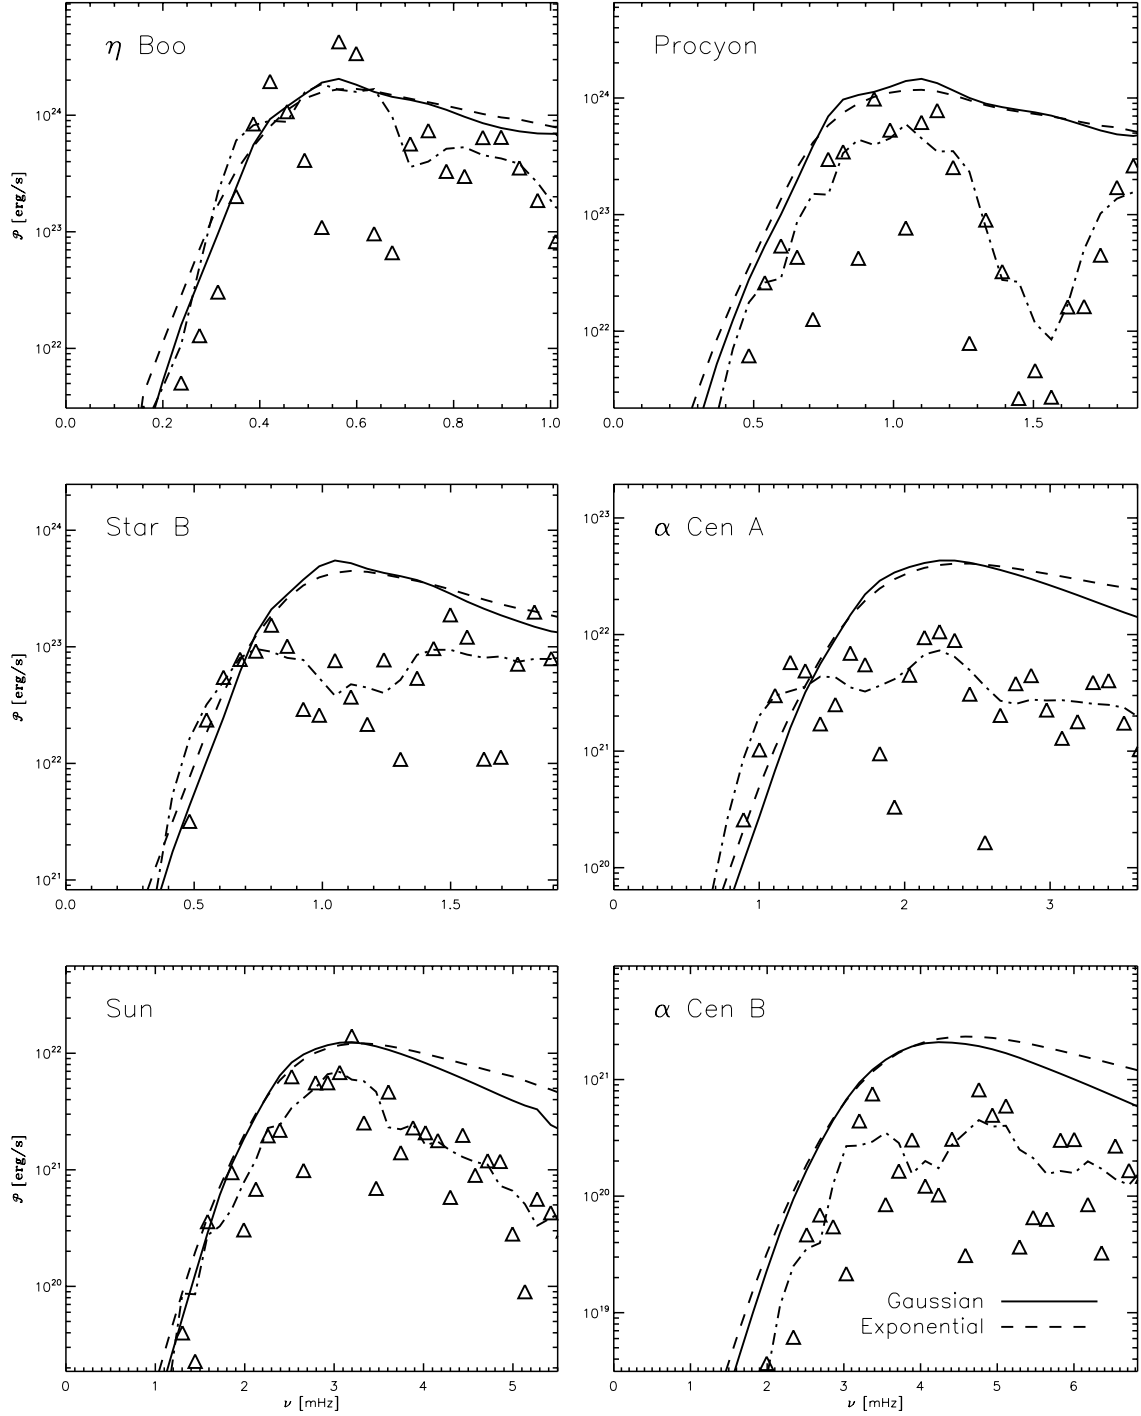 η Boo
10^24
10^23
10^22
𝒫 [erg/s]
0.0 0.2 0.4 0.6 0.8 1.0
Procyon
10^24
10^23
10^22
0.0 0.5 1.0 1.5
Star B
10^24
10^23
10^22
10^21
𝒫 [erg/s]
0.0 0.5 1.0 1.5
α Cen A
10^23
10^22
10^21
10^20
0 1 2 3
Sun
10^22
10^21
10^20
𝒫 [erg/s]
0 1 2 3 4 5
ν [mHz]
α Cen B
10^21
10^20
10^19
Gaussian
Exponential
0 1 2 3 4 5 6
ν [mHz]